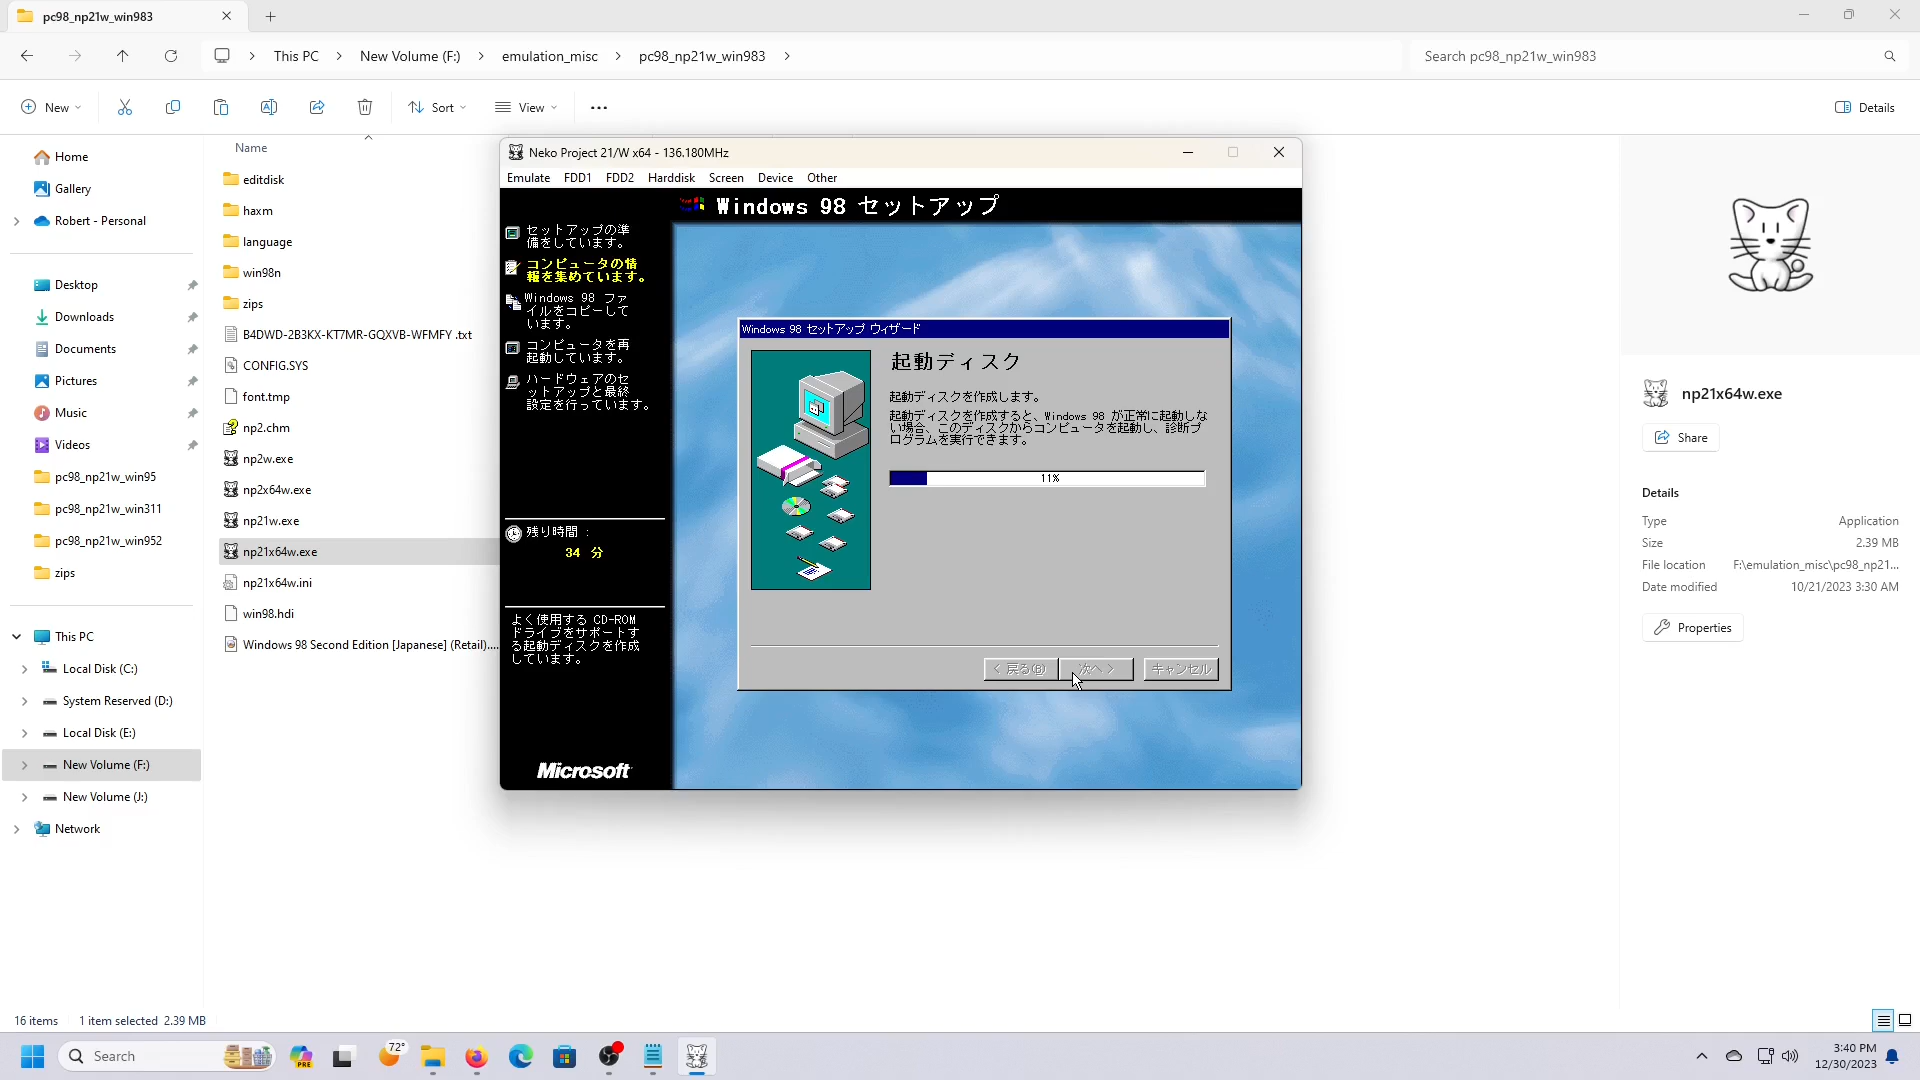 pc98_np21w_win983
This PC
New Volume (F:)
emulation_misc
pc98_np21w_win983
Search pc98_np21w_win983
New
Sort
View
Details
Home
Gallery
Robert - Personal
Desktop
Downloads
Documents
Pictures
Music
Videos
pc98_np21w_win95
pc98_np21w_win311
pc98_np21w_win952
zips
This PC
Local Disk (C:)
System Reserved (D:)
Local Disk (E:)
New Volume (F:)
New Volume (J:)
Network
Name
editdisk
haxm
language
win98n
zips
B4DWD-2B3KX-KT7MR-GQXVB-WFMFY .txt
CONFIG.SYS
font.tmp
np2.chm
np2w.exe
np2x64w.exe
np21w.exe
np21x64w.exe
np21x64w.ini
win98.hdi
Windows 98 Second Edition [Japanese] (Retail)....
Neko Project 21/W x64 - 136.180MHz
Emulate FDD1 FDD2 Harddisk Screen Device Other
Windows 98 セットアップ
セットアップの準
備をしています。
コンピュータの情
報を集めています。
Windows 98 ファ
イルをコピーして
います。
コンピュータを再
起動しています。
ハードウェアのセ
ットアップと最終
設定を行っています。
残り時間 :
34 分
よく使用する CD-ROM
ドライブをサポートす
る起動ディスクを作成
しています。
Microsoft
Windows 98 セットアップ ウィザード
起動ディスク
起動ディスクを作成します。
起動ディスクを作成すると、Windows 98 が正常に起動しな
い場合、このディスクからコンピュータを起動し、診断プ
ログラムを実行できます。
11%
< 戻る(B)
次へ >
キャンセル
np21x64w.exe
Share
Details
Type Application
Size 2.39 MB
File location F:\emulation_misc\pc98_np21...
Date modified 10/21/2023 3:30 AM
Properties
16 items 1 item selected 2.39 MB
Search
PRE
72°
3:40 PM
12/30/2023